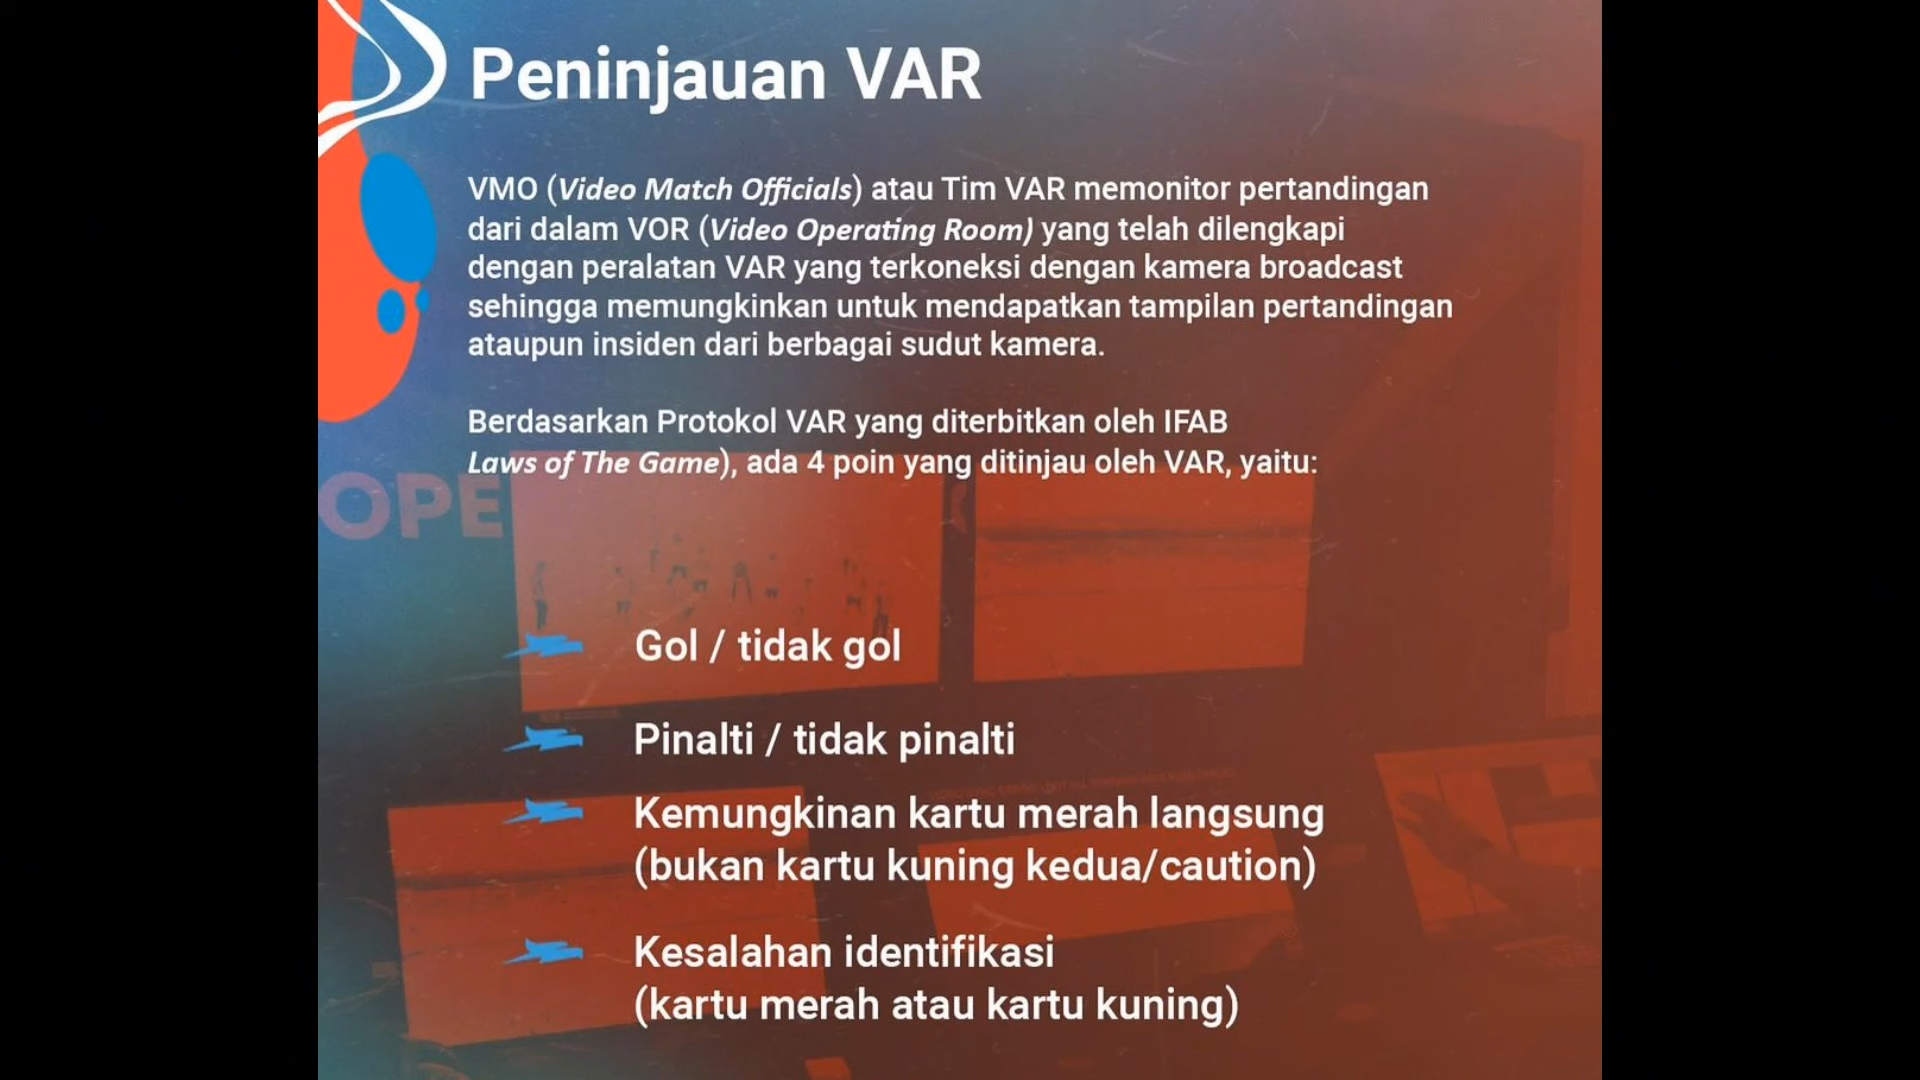 Peninjauan VAR
VMO (Video Match Officials) atau Tim VAR memonitor pertandingan
dari dalam VOR (Video Operating Room) yang telah dilengkapi
dengan peralatan VAR yang terkoneksi dengan kamera broadcast
sehingga memungkinkan untuk mendapatkan tampilan pertandingan
ataupun insiden dari berbagai sudut kamera.
Berdasarkan Protokol VAR yang diterbitkan oleh IFAB
Laws of The Game), ada 4 poin yang ditinjau oleh VAR, yaitu:
OPE
Gol / tidak gol
Pinalti / tidak pinalti
Kemungkinan kartu merah langsung
(bukan kartu kuning kedua/caution)
Kesalahan identifikasi
(kartu merah atau kartu kuning)